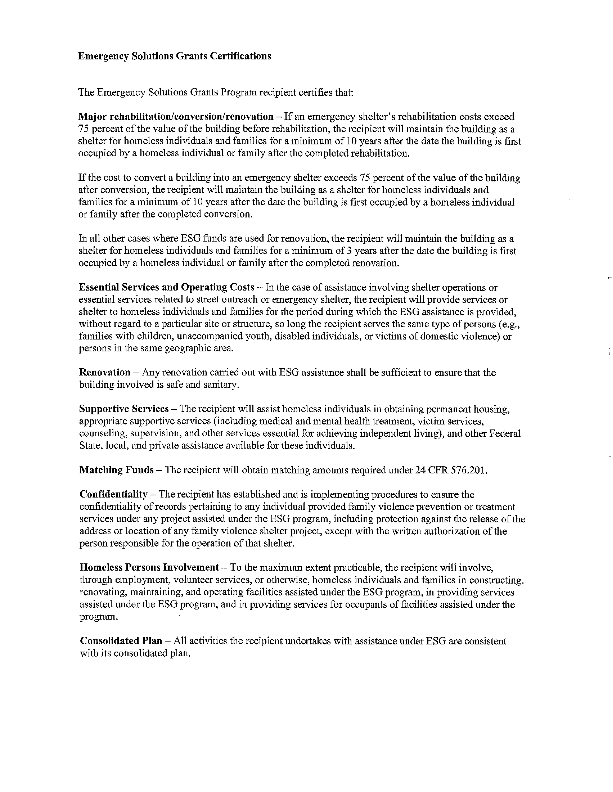 Emergency Solutions Grants Certifications
The Emergency Solutions Grants Program recipient certifies that:
Major rehabilitation/conversion/renovation – If an emergency shelter's rehabilitation costs exceed
75 percent of the value of the building before rehabilitation, the recipient will maintain the building as a
shelter for homeless individuals and families for a minimum of 10 years after the date the building is first
occupied by a homeless individual or family after the completed rehabilitation.
If the cost to convert a building into an emergency shelter exceeds 75 percent of the value of the building
after conversion, the recipient will maintain the building as a shelter for homeless individuals and
families for a minimum of 10 years after the date the building is first occupied by a homeless individual
or family after the completed conversion.
In all other cases where ESG funds are used for renovation, the recipient will maintain the building as a
shelter for homeless individuals and families for a minimum of 3 years after the date the building is first
occupied by a homeless individual or family after the completed renovation.
Essential Services and Operating Costs – In the case of assistance involving shelter operations or
essential services related to street outreach or emergency shelter, the recipient will provide services or
shelter to homeless individuals and families for the period during which the ESG assistance is provided,
without regard to a particular site or structure, so long the recipient serves the same type of persons (e.g.,
families with children, unaccompanied youth, disabled individuals, or victims of domestic violence) or
persons in the same geographic area.
Renovation – Any renovation carried out with ESG assistance shall be sufficient to ensure that the
building involved is safe and sanitary.
Supportive Services – The recipient will assist homeless individuals in obtaining permanent housing,
appropriate supportive services (including medical and mental health treatment, victim services,
counseling, supervision, and other services essential for achieving independent living), and other Federal
State, local, and private assistance available for these individuals.
Matching Funds – The recipient will obtain matching amounts required under 24 CFR 576.201.
Confidentiality – The recipient has established and is implementing procedures to ensure the
confidentiality of records pertaining to any individual provided family violence prevention or treatment
services under any project assisted under the ESG program, including protection against the release of the
address or location of any family violence shelter project, except with the written authorization of the
person responsible for the operation of that shelter.
Homeless Persons Involvement – To the maximum extent practicable, the recipient will involve,
through employment, volunteer services, or otherwise, homeless individuals and families in constructing,
renovating, maintaining, and operating facilities assisted under the ESG program, in providing services
assisted under the ESG program, and in providing services for occupants of facilities assisted under the
program.
Consolidated Plan – All activities the recipient undertakes with assistance under ESG are consistent
with its consolidated plan.